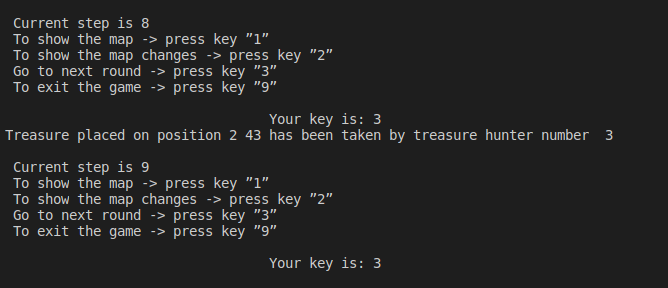 Current step is 8
To show the map -> press key ”1”
To show the map changes -> press key ”2”
Go to next round -> press key ”3”
To exit the game -> press key ”9”
Your key is: 3
Treasure placed on position 2 43 has been taken by treasure hunter number  3
Current step is 9
To show the map -> press key ”1”
To show the map changes -> press key ”2”
Go to next round -> press key ”3”
To exit the game -> press key ”9”
Your key is: 3